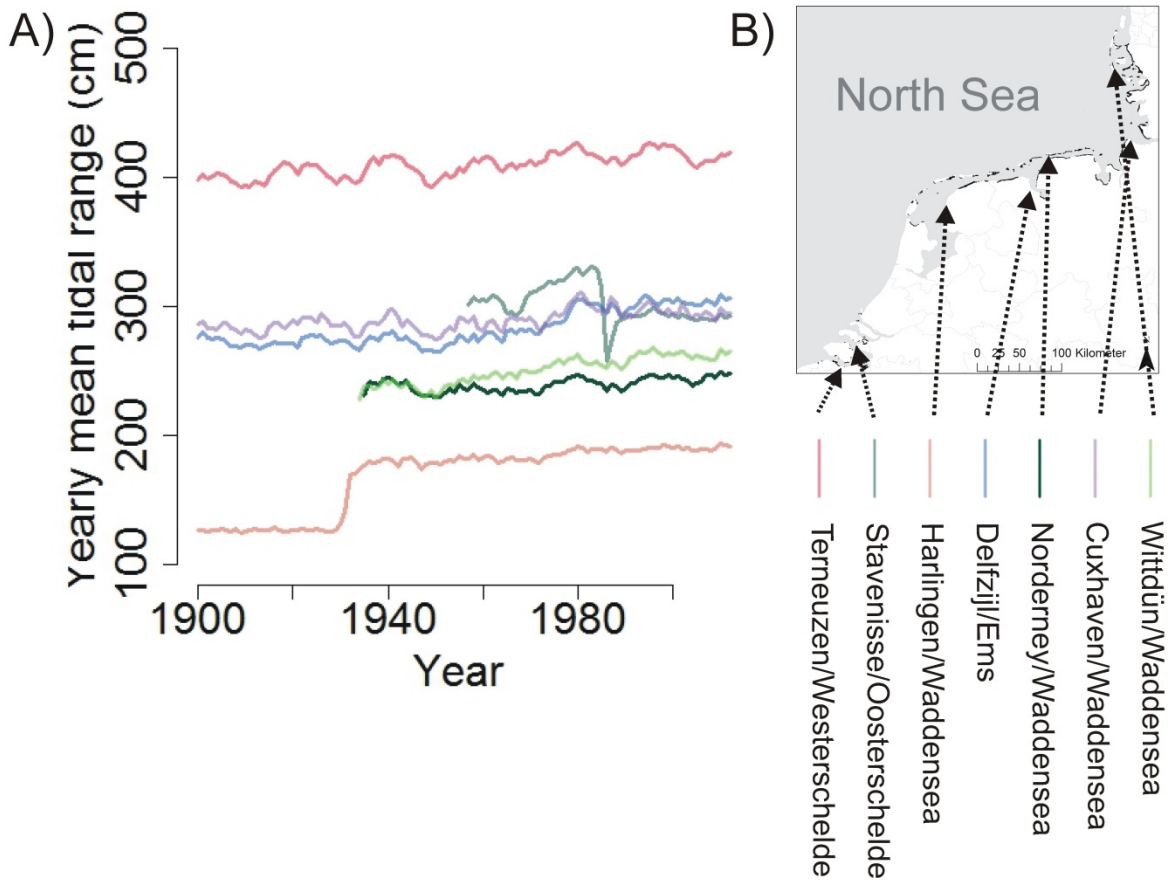 A)
Yearly mean tidal range (cm)
500
400
300
200
100
1900
1940
1980
Year
B)
North Sea
0 25 50 100 Kilometer
Terneuzen/Westerschelde
Stavenisse/Oosterschelde
Harlingen/Waddensea
Delfzijl/Ems
Norderney/Waddensea
Cuxhaven/Waddensea
Wittdün/Waddensea